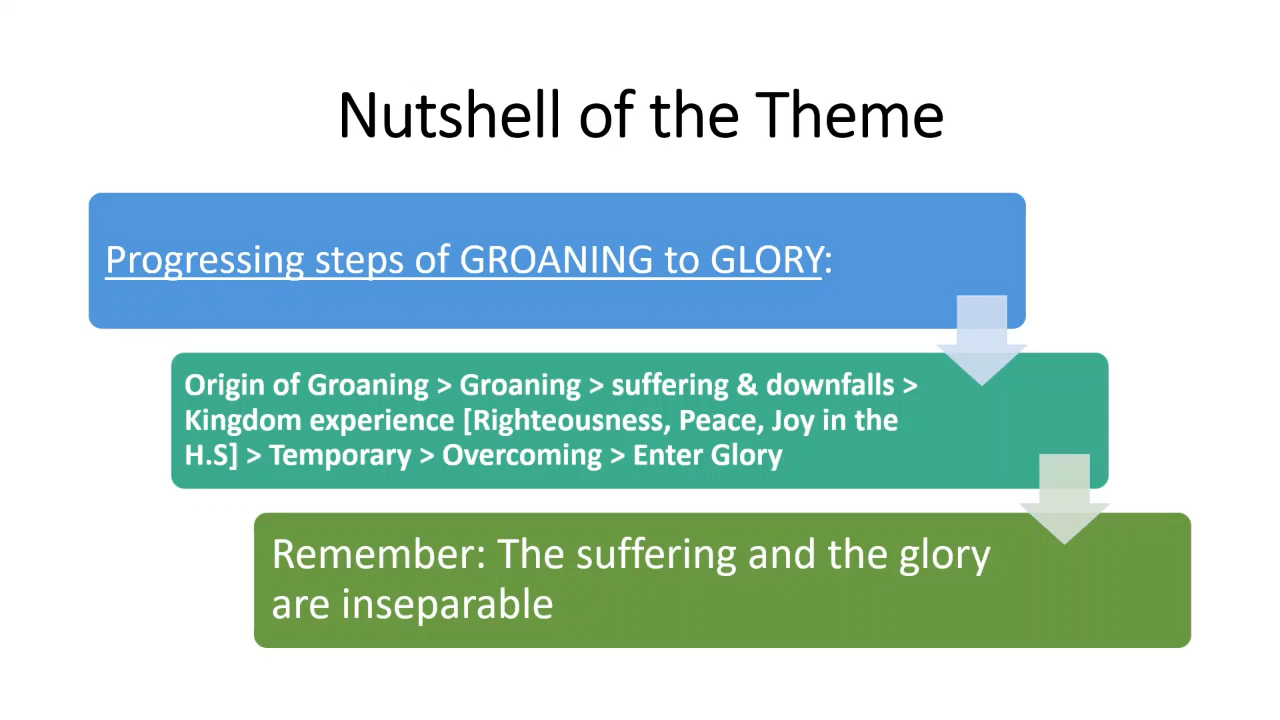 Nutshell of the Theme
Progressing steps of GROANING to GLORY:
Origin of Groaning > Groaning > suffering & downfalls >
Kingdom experience [Righteousness, Peace, Joy in the
H.S] > Temporary > Overcoming > Enter Glory
Remember: The suffering and the glory
are inseparable